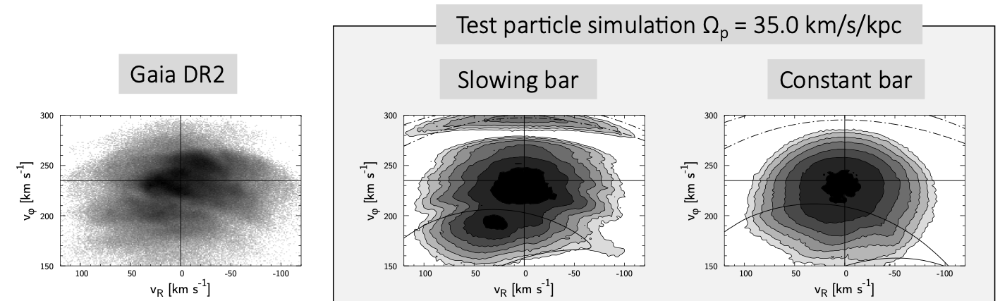 Test particle simulation Ωp = 35.0 km/s/kpc
Gaia DR2
Slowing bar
Constant bar
300
250
200
150
vφ [km s-1]
100
50
0
-50
-100
vR [km s-1]
300
250
200
150
vφ [km s-1]
100
50
0
-50
-100
vR [km s-1]
300
250
200
150
vφ [km s-1]
100
50
0
-50
-100
vR [km s-1]